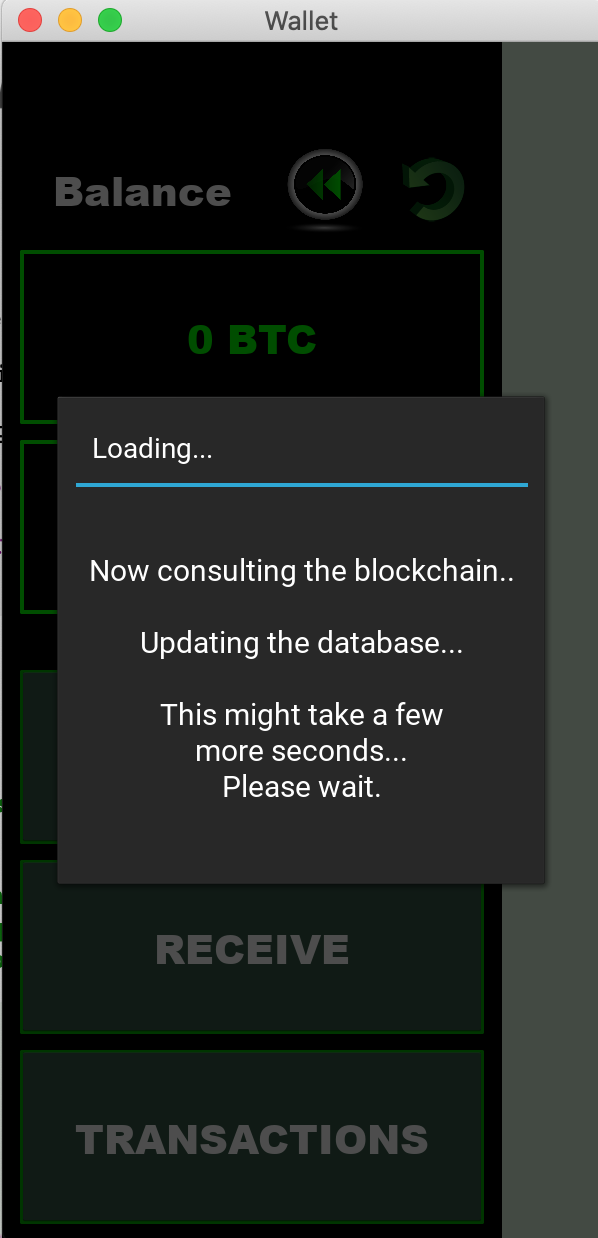 Wallet
Balance
0 BTC
Loading...
Now consulting the blockchain..
Updating the database...
This might take a few
more seconds...
Please wait.
RECEIVE
TRANSACTIONS